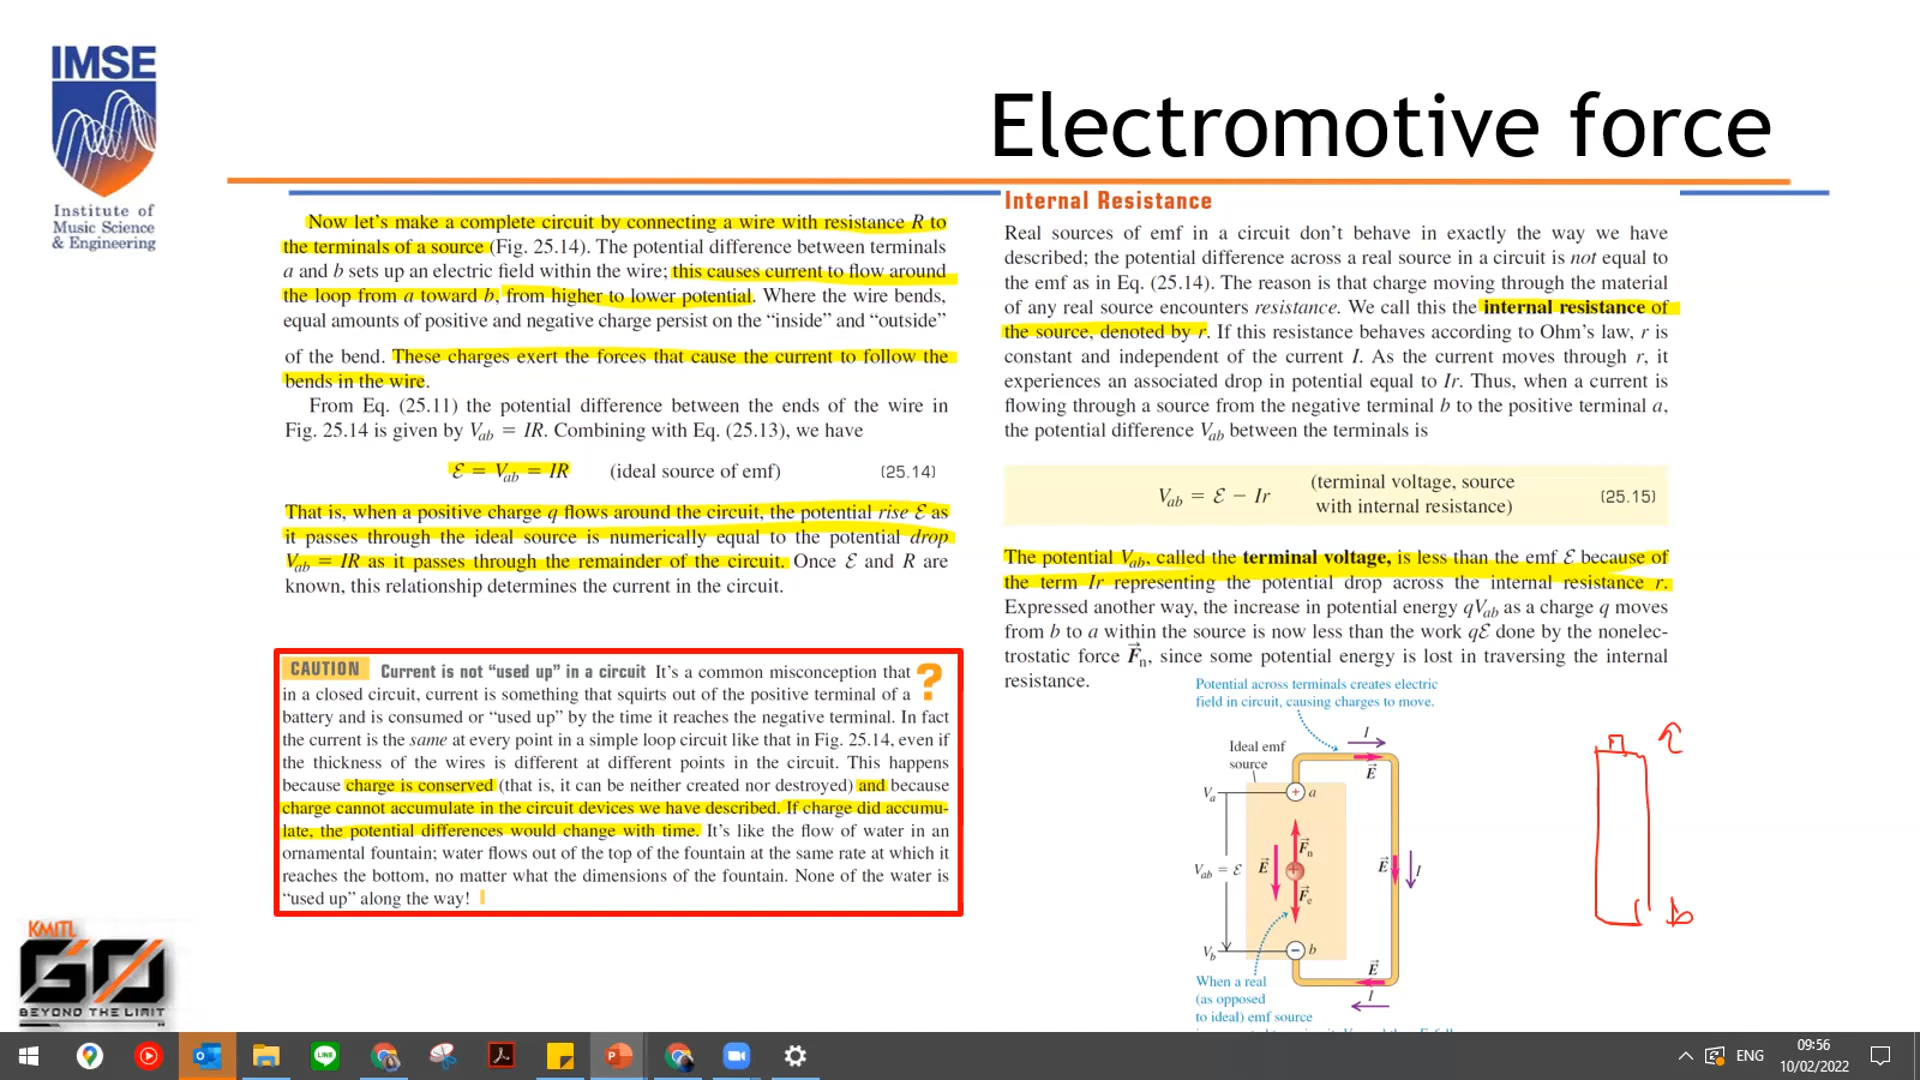 IMSE
Institute of
Music Science
& Engineering
Electromotive force
Now let's make a complete circuit by connecting a wire with resistance R to
the terminals of a source (Fig. 25.14). The potential difference between terminals
a and b sets up an electric field within the wire; this causes current to flow around
the loop from a toward b, from higher to lower potential. Where the wire bends,
equal amounts of positive and negative charge persist on the “inside” and “outside”
of the bend. These charges exert the forces that cause the current to follow the
bends in the wire.
From Eq. (25.11) the potential difference between the ends of the wire in
Fig. 25.14 is given by Vab = IR. Combining with Eq. (25.13), we have
ℰ = Vab = IR (ideal source of emf) (25.14)
That is, when a positive charge q flows around the circuit, the potential rise ℰ as
it passes through the ideal source is numerically equal to the potential drop
Vab = IR as it passes through the remainder of the circuit. Once ℰ and R are
known, this relationship determines the current in the circuit.
CAUTION Current is not “used up” in a circuit It's a common misconception that
in a closed circuit, current is something that squirts out of the positive terminal of a
battery and is consumed or “used up” by the time it reaches the negative terminal. In fact
the current is the same at every point in a simple loop circuit like that in Fig. 25.14, even if
the thickness of the wires is different at different points in the circuit. This happens
because charge is conserved (that is, it can be neither created nor destroyed) and because
charge cannot accumulate in the circuit devices we have described. If charge did accumu-
late, the potential differences would change with time. It's like the flow of water in an
ornamental fountain; water flows out of the top of the fountain at the same rate at which it
reaches the bottom, no matter what the dimensions of the fountain. None of the water is
“used up” along the way!
?
Internal Resistance
Real sources of emf in a circuit don't behave in exactly the way we have
described; the potential difference across a real source in a circuit is not equal to
the emf as in Eq. (25.14). The reason is that charge moving through the material
of any real source encounters resistance. We call this the internal resistance of
the source, denoted by r. If this resistance behaves according to Ohm's law, r is
constant and independent of the current I. As the current moves through r, it
experiences an associated drop in potential equal to Ir. Thus, when a current is
flowing through a source from the negative terminal b to the positive terminal a,
the potential difference Vab between the terminals is
Vab = ℰ − Ir (terminal voltage, source
with internal resistance) (25.15)
The potential Vab, called the terminal voltage, is less than the emf ℰ because of
the term Ir representing the potential drop across the internal resistance r.
Expressed another way, the increase in potential energy qVab as a charge q moves
from b to a within the source is now less than the work qℰ done by the nonelec-
trostatic force F⃗n, since some potential energy is lost in traversing the internal
resistance.
Potential across terminals creates electric
field in circuit, causing charges to move.
Ideal emf
source
I
E⃗
Va
+ a
F⃗n
Vab = ℰ
E⃗
+
E⃗
I
F⃗e
Vb
− b
E⃗
I
When a real
(as opposed
to ideal) emf source
b
KMITL
GO
BEYOND THE LIMIT
ENG
09:56
10/02/2022
LINE